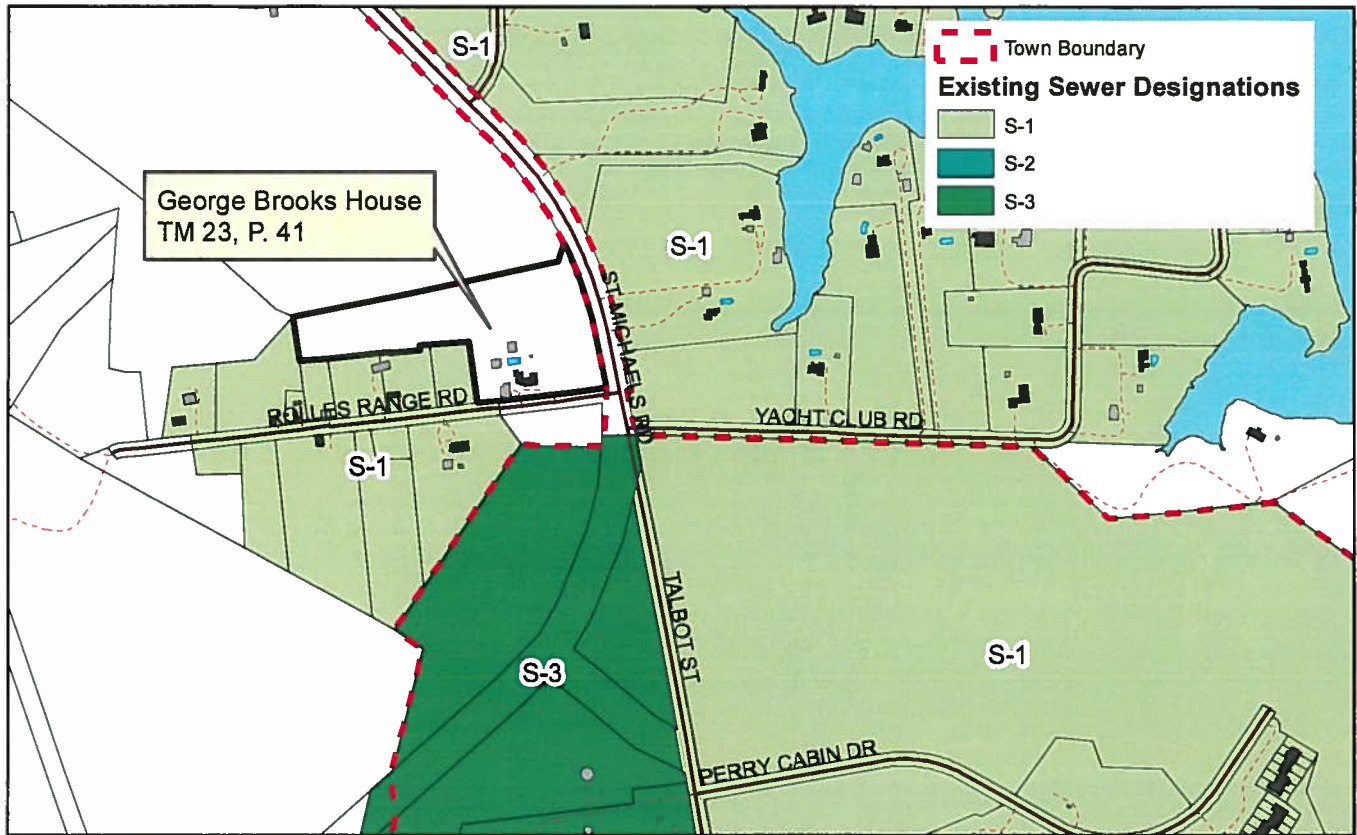 S-1
Town Boundary
Existing Sewer Designations
S-1
S-2
S-3
George Brooks House
TM 23, P. 41
S-1
ST MICHAELS RD
ROLLES RANGE RD
YACHT CLUB RD
S-1
TALBOT ST
S-1
S-3
PERRY CABIN DR